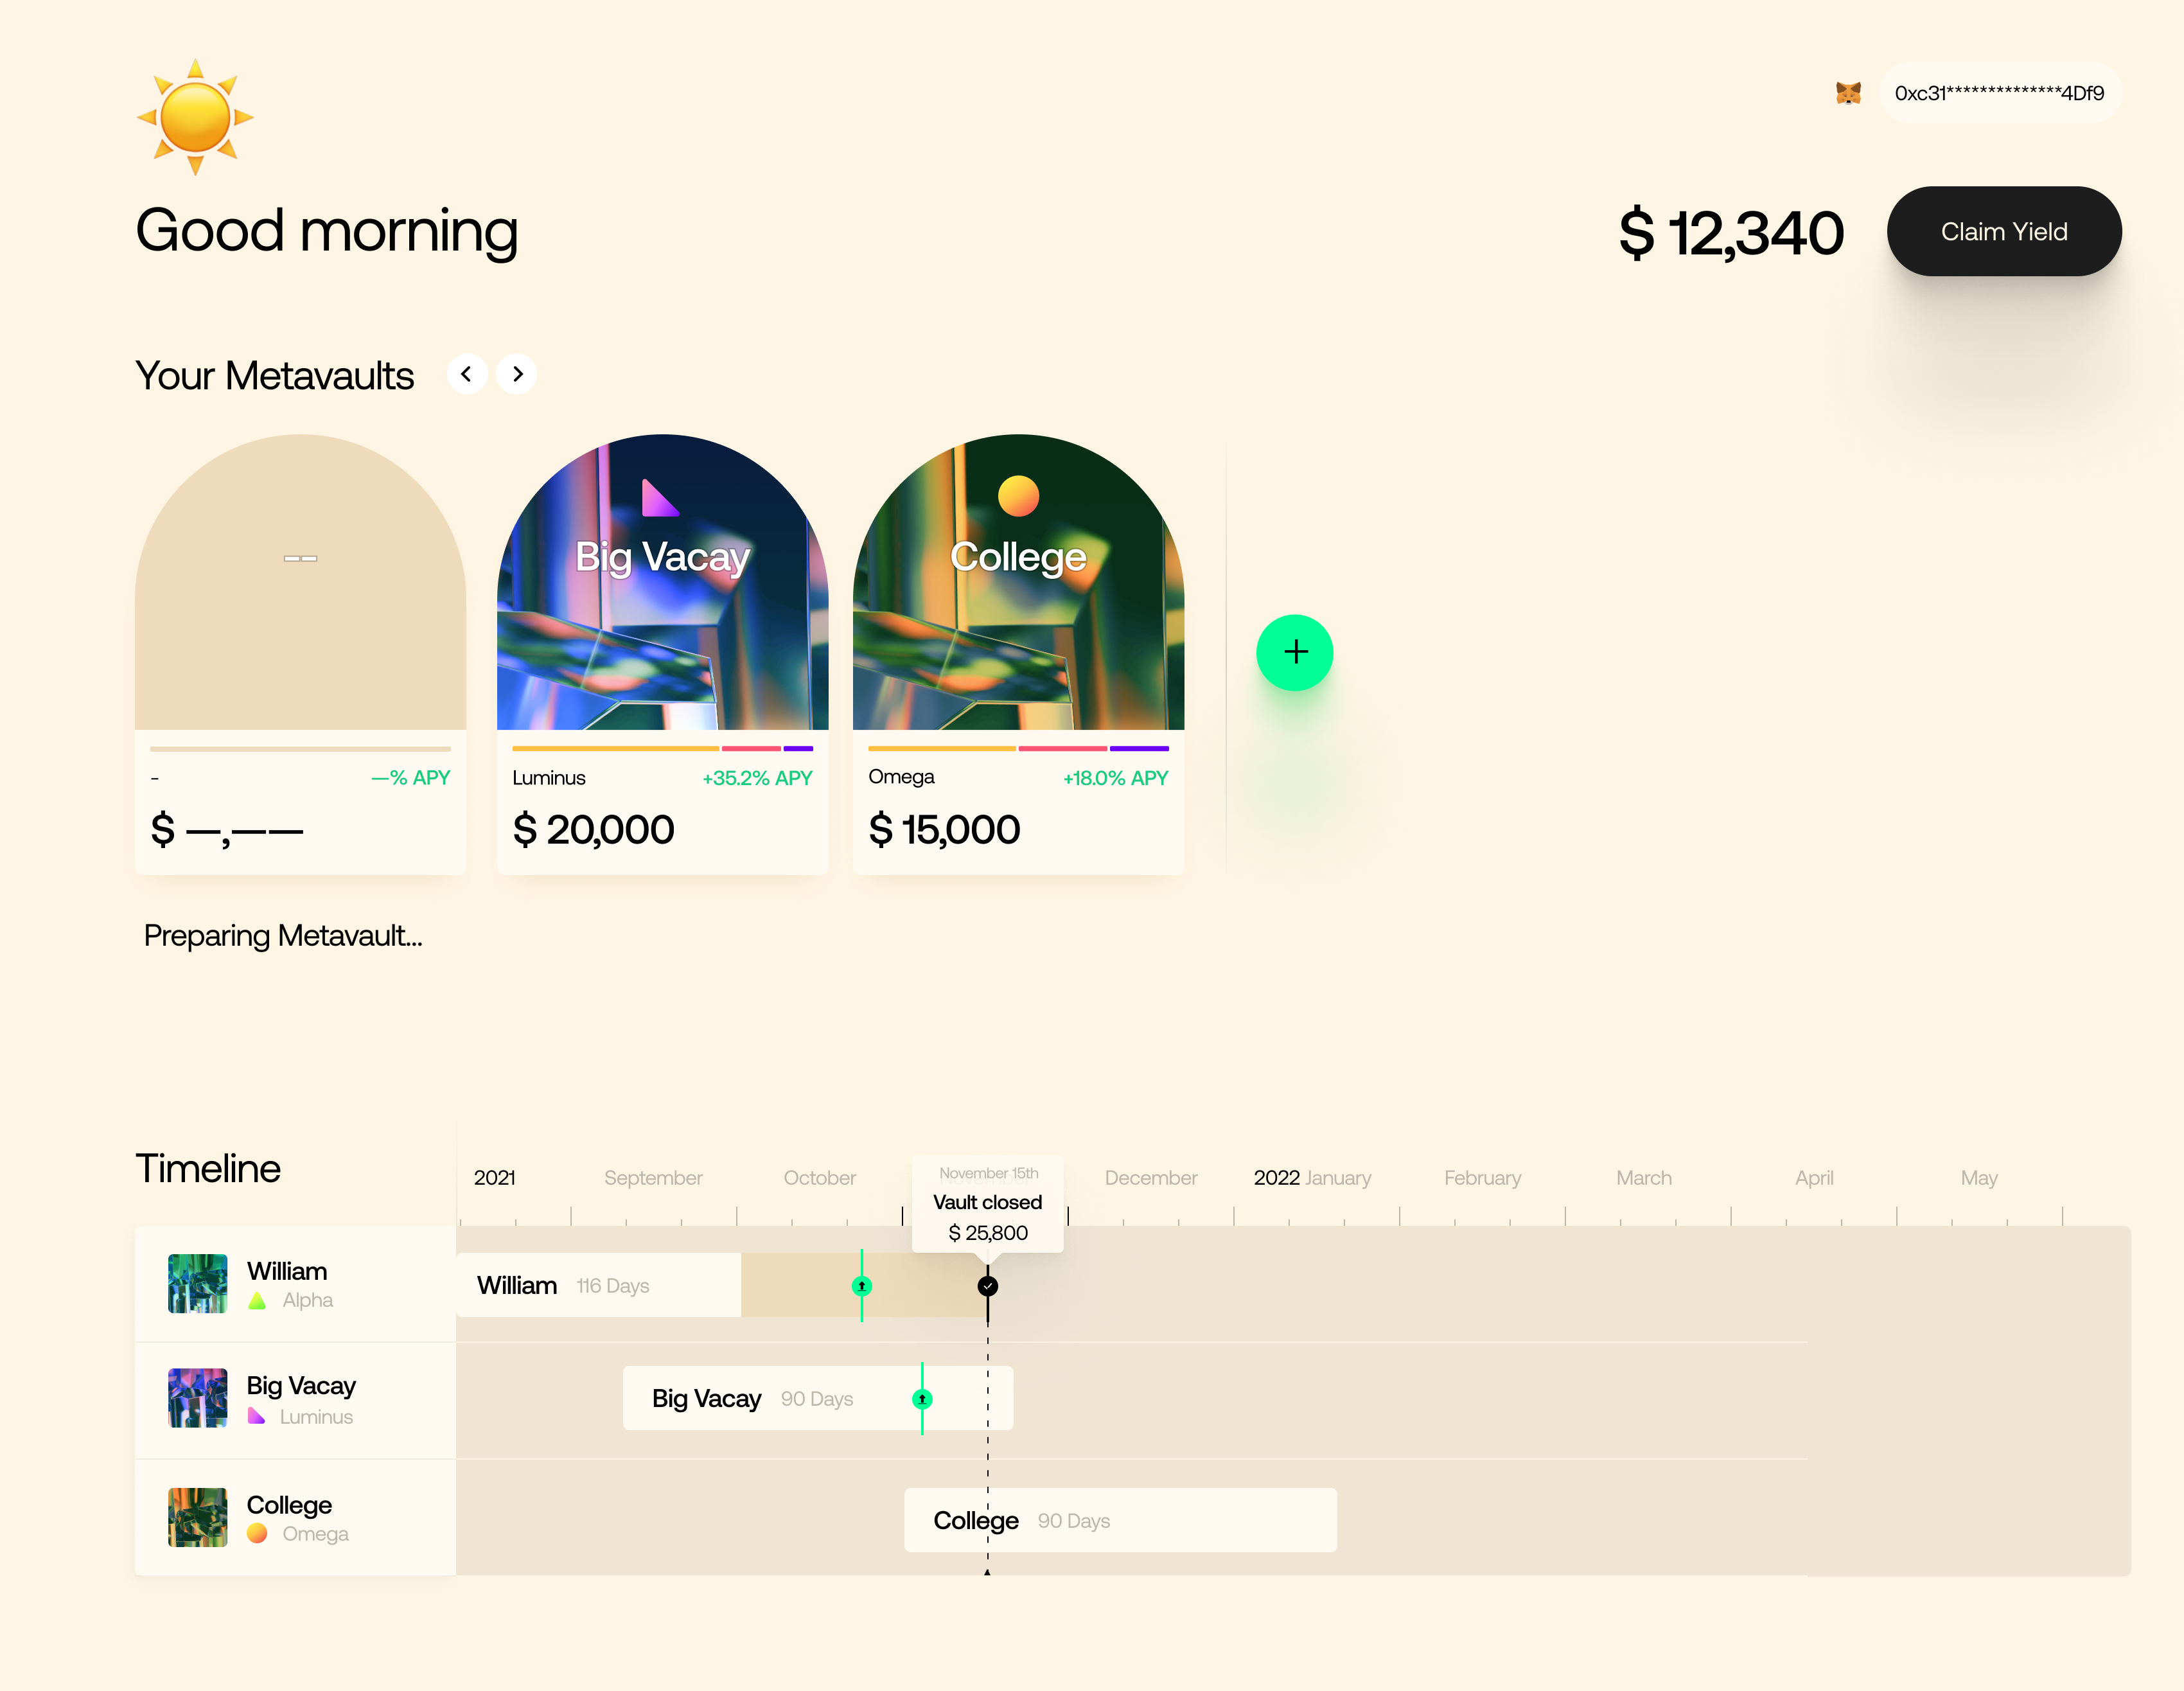 0xc31**************4Df9
Good morning
$ 12,340
Claim Yield
Your Metavaults
--
-
—% APY
$ —,——
Big Vacay
Luminus
+35.2% APY
$ 20,000
College
Omega
+18.0% APY
$ 15,000
+
Preparing Metavault...
Timeline
2021 September October December 2022 January February March April May
November 15th
Vault closed
$ 25,800
William
Alpha
William 116 Days
Big Vacay
Luminus
Big Vacay 90 Days
College
Omega
College 90 Days